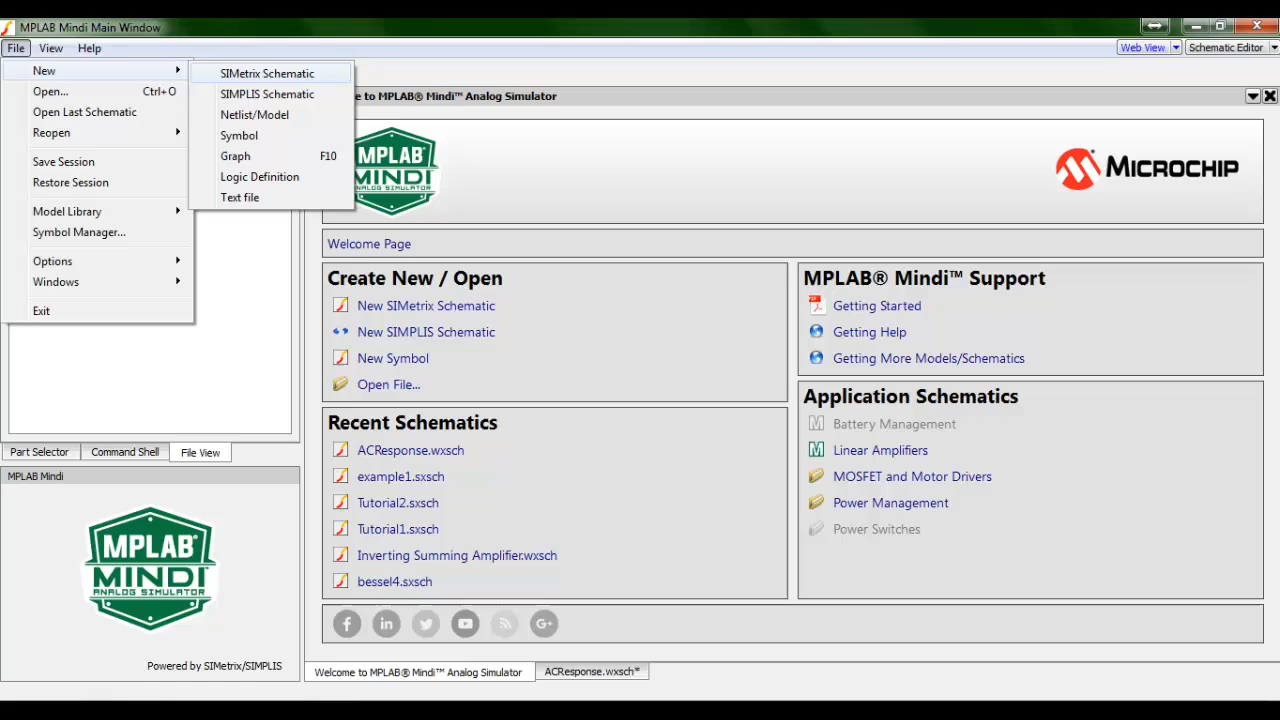 MPLAB Mindi Main Window
File View Help
Web View Schematic Editor
New
Open... Ctrl+O
Open Last Schematic
Reopen
Save Session
Restore Session
Model Library
Symbol Manager...
Options
Windows
Exit
SIMetrix Schematic
SIMPLIS Schematic
Netlist/Model
Symbol
Graph F10
Logic Definition
Text file
e to MPLAB® Mindi™ Analog Simulator
MPLAB®
MINDI™
ANALOG SIMULATOR
MICROCHIP
Welcome Page
Create New / Open
New SIMetrix Schematic
New SIMPLIS Schematic
New Symbol
Open File...
Recent Schematics
ACResponse.wxsch
example1.sxsch
Tutorial2.sxsch
Tutorial1.sxsch
Inverting Summing Amplifier.wxsch
bessel4.sxsch
MPLAB® Mindi™ Support
Getting Started
Getting Help
Getting More Models/Schematics
Application Schematics
Battery Management
Linear Amplifiers
MOSFET and Motor Drivers
Power Management
Power Switches
Part Selector Command Shell File View
MPLAB Mindi
MPLAB®
MINDI™
ANALOG SIMULATOR
Powered by SIMetrix/SIMPLIS
Welcome to MPLAB® Mindi™ Analog Simulator ACResponse.wxsch*